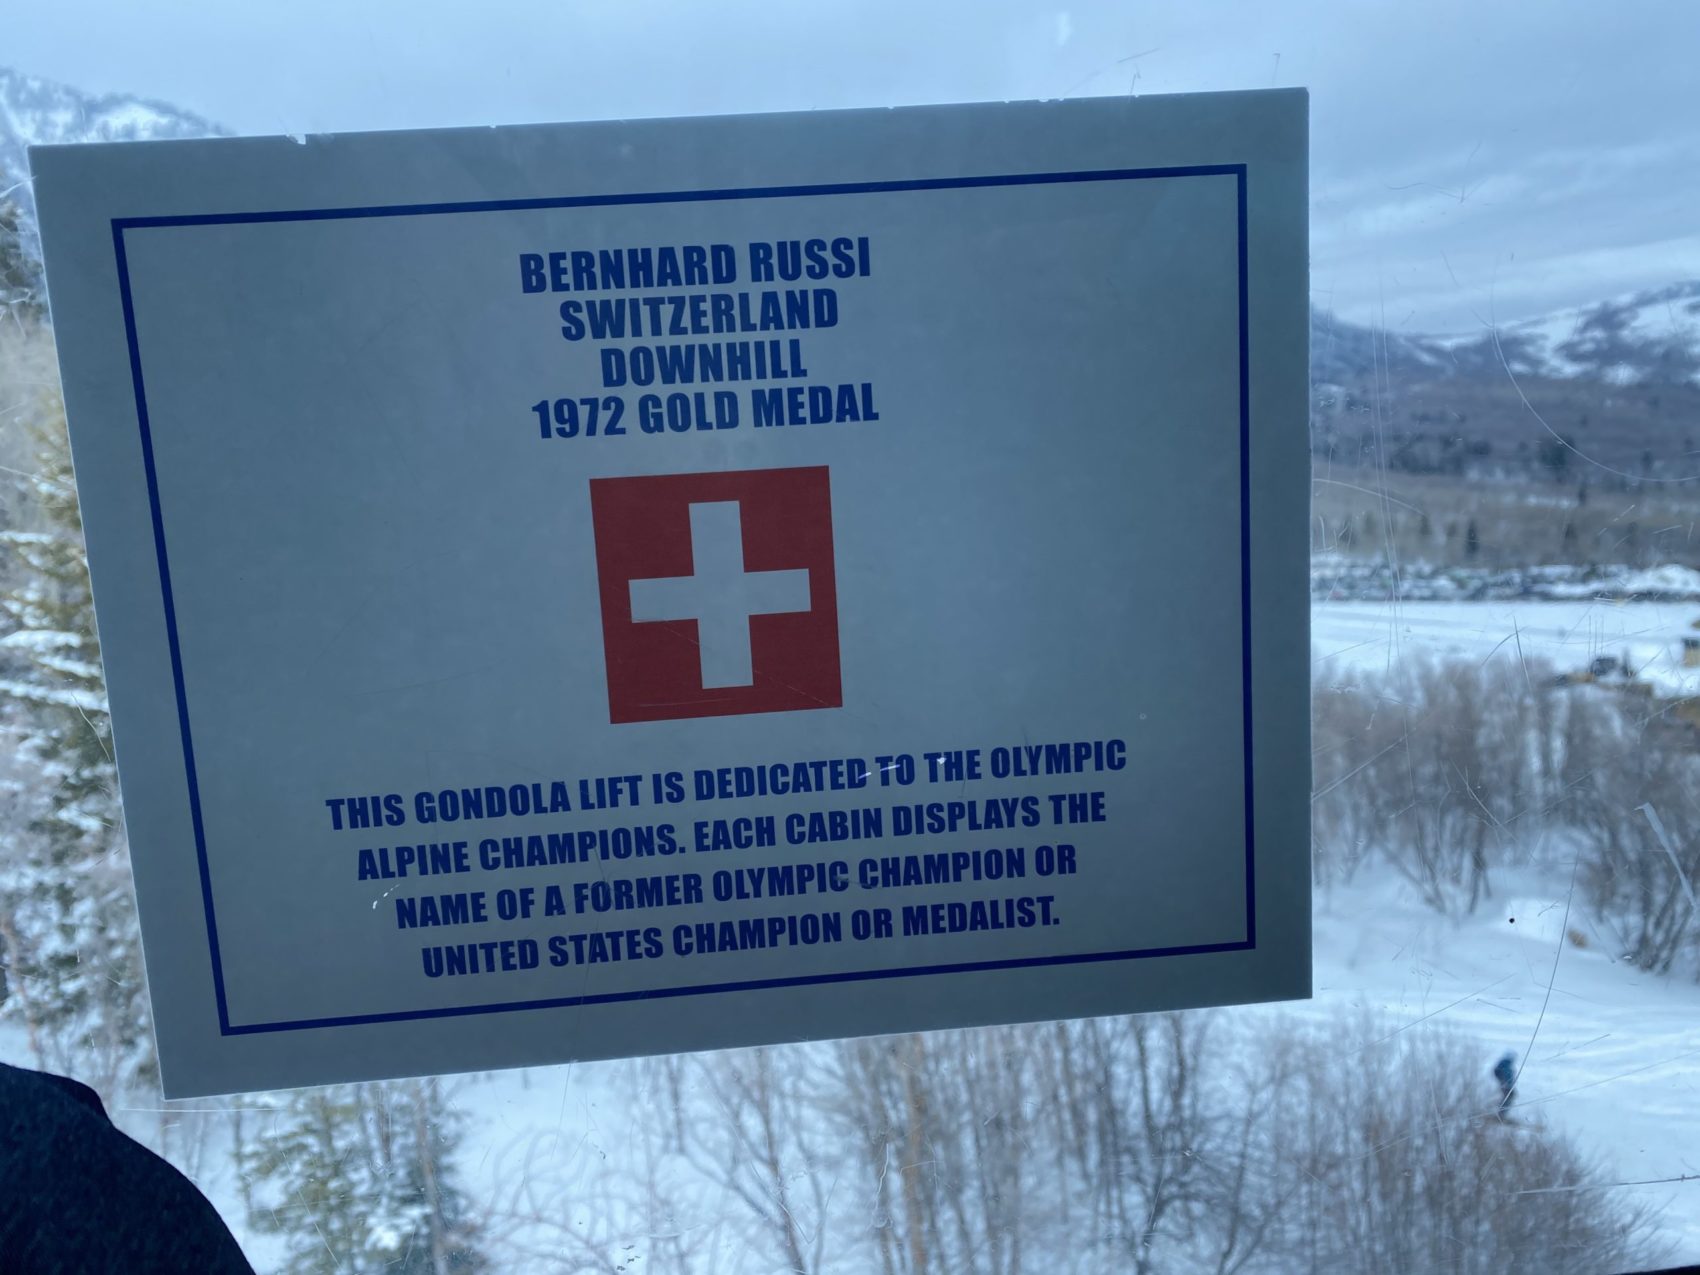 BERNHARD RUSSI
SWITZERLAND
DOWNHILL
1972 GOLD MEDAL
THIS GONDOLA LIFT IS DEDICATED TO THE OLYMPIC
ALPINE CHAMPIONS. EACH CABIN DISPLAYS THE
NAME OF A FORMER OLYMPIC CHAMPION OR
UNITED STATES CHAMPION OR MEDALIST.